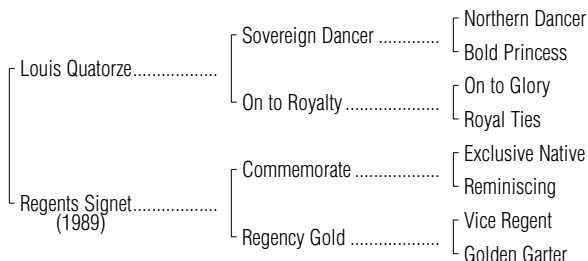 Northern Dancer
Sovereign Dancer ............
Bold Princess
Louis Quatorze.................
On to Glory
On to Royalty ...................
Royal Ties
Exclusive Native
Commemorate .................
Reminiscing
Regents Signet.................
(1989)
Vice Regent
Regency Gold ...................
Golden Garter